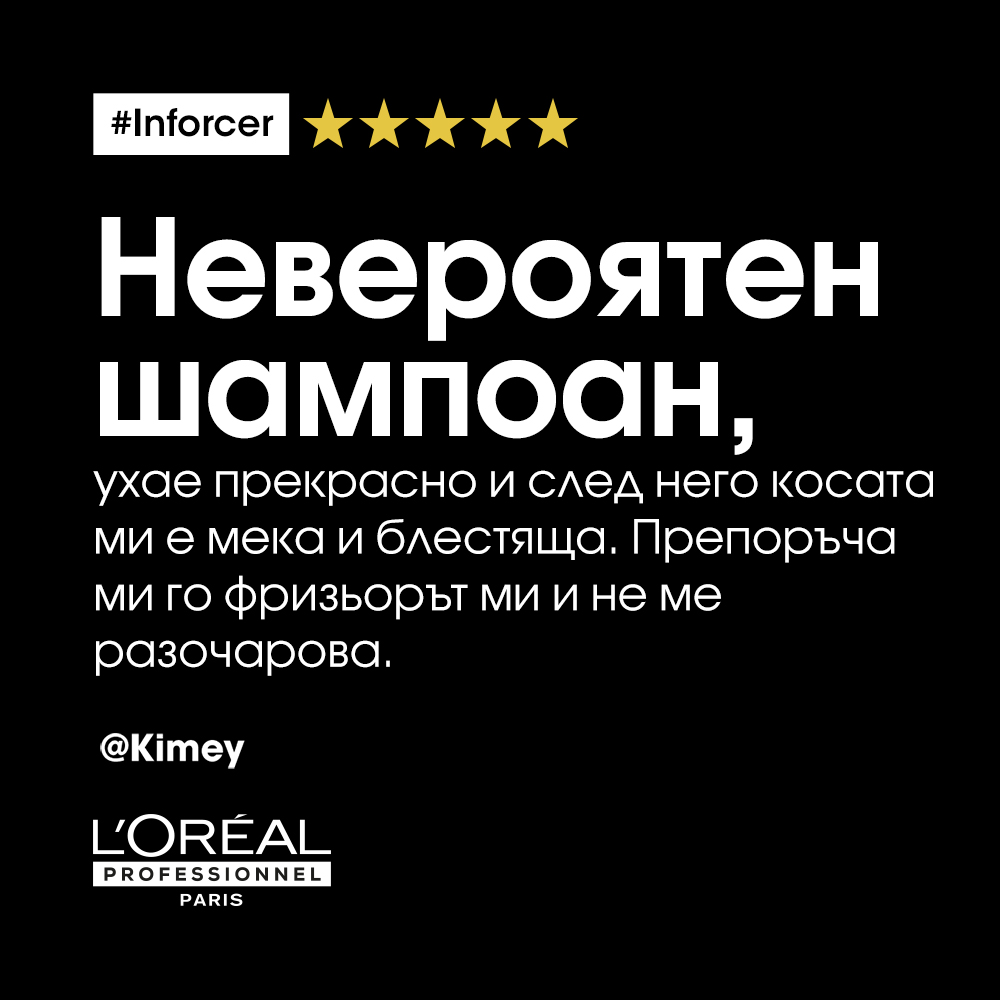 #Inforcer
Невероятен
шампоан,
ухае прекрасно и след него косата
ми е мека и блестяща. Препоръча
ми го фризьорът ми и не ме
разочарова.
@Kimey
L'ORÉAL
PROFESSIONNEL
PARIS